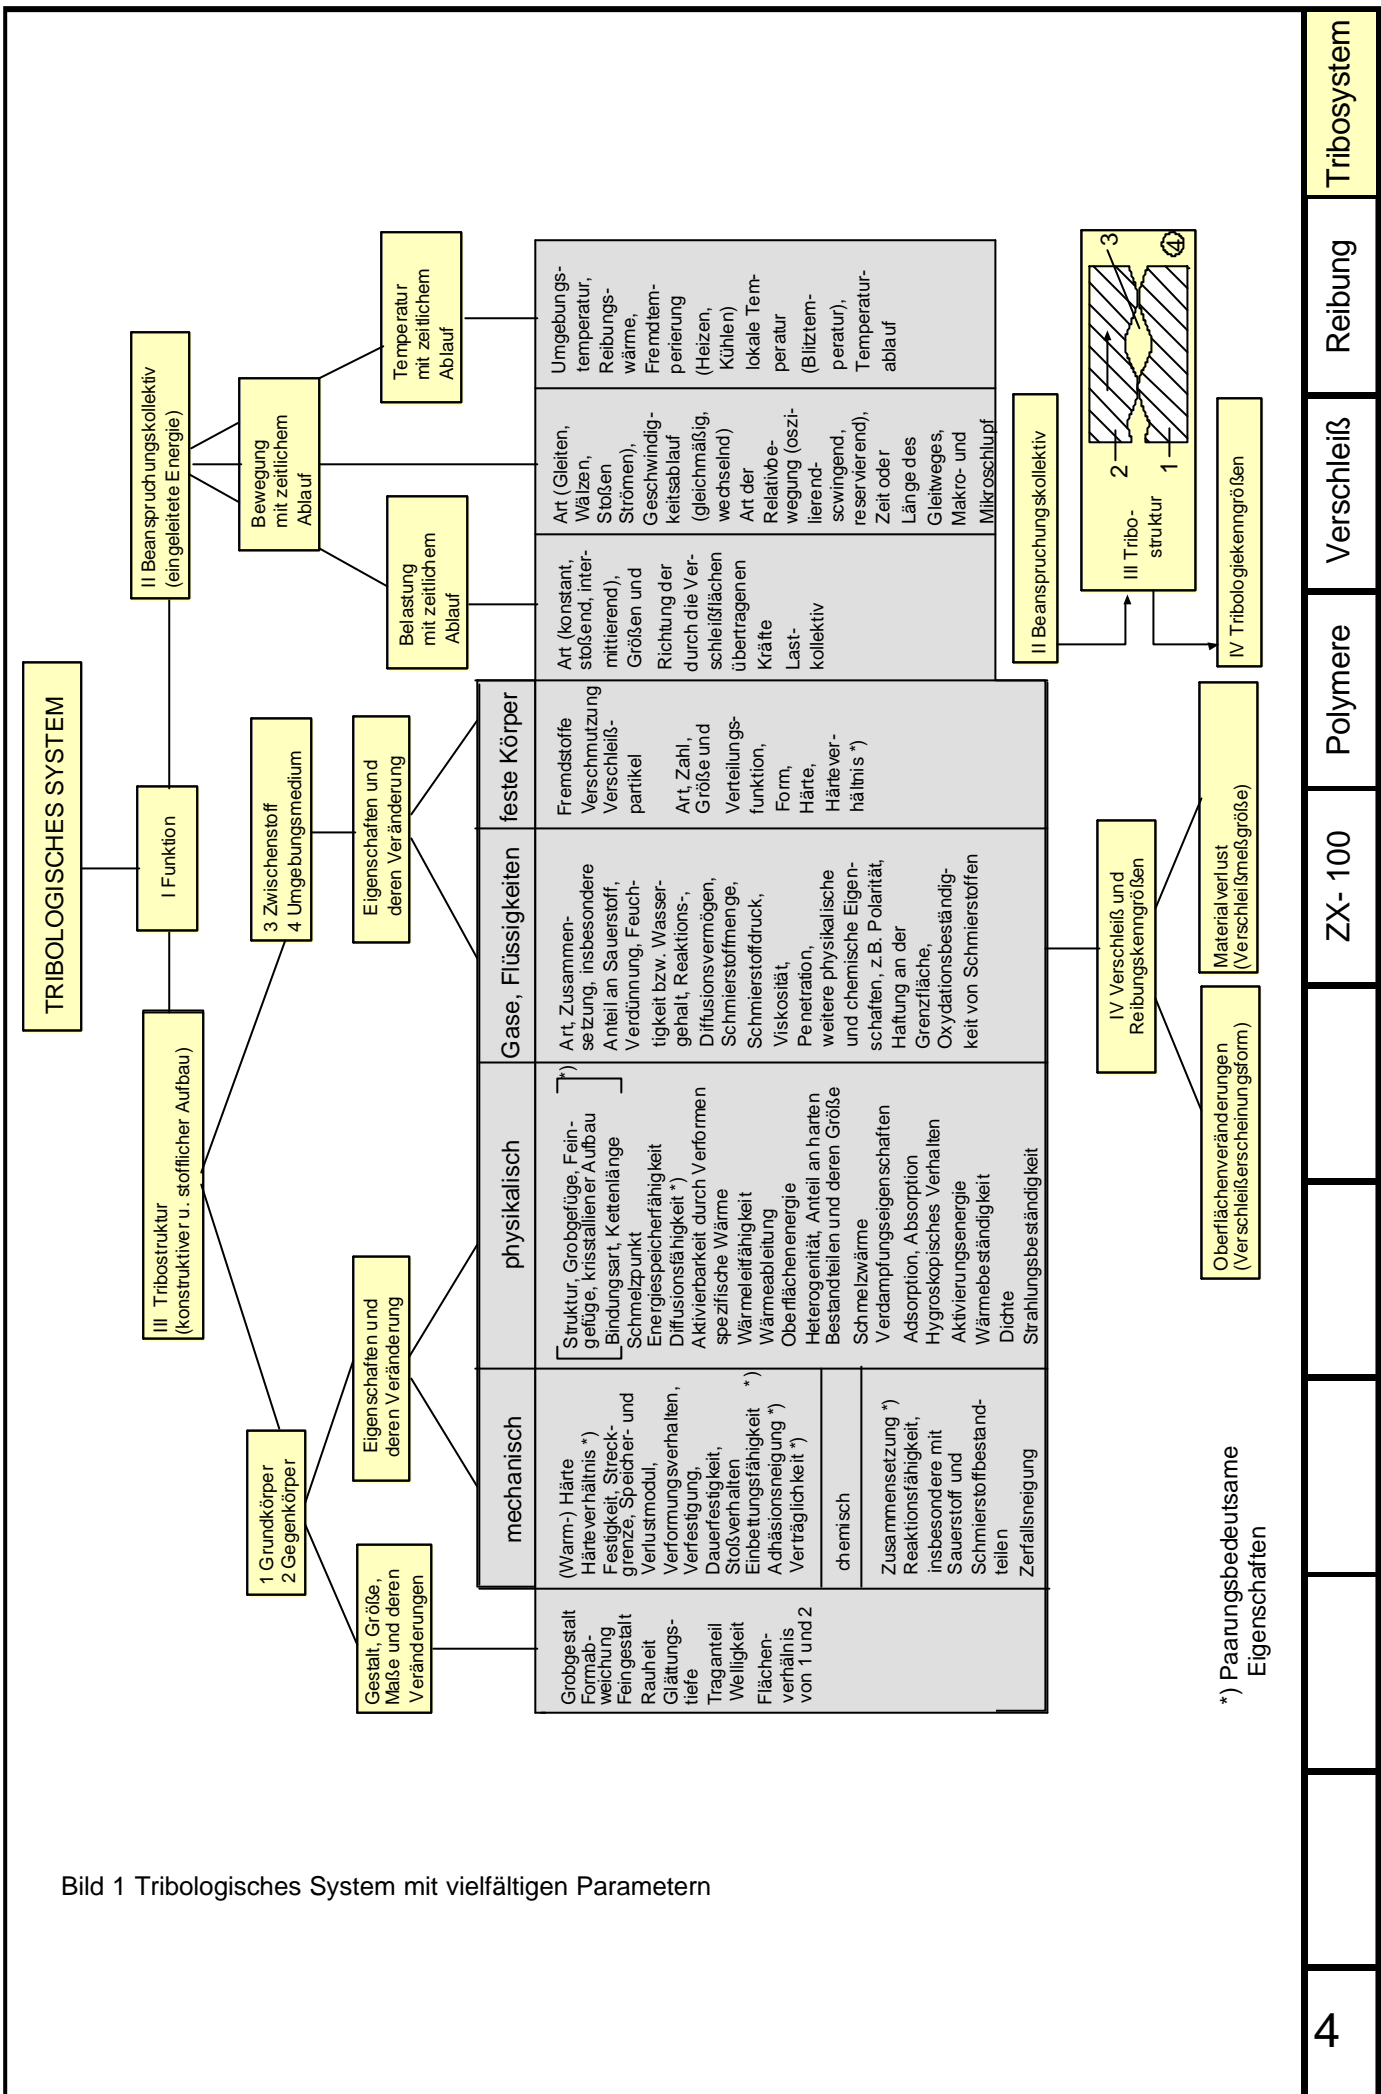 TRIBOLOGISCHES SYSTEM
I Funktion
III Tribostruktur
(konstruktiver u. stofflicher Aufbau)
II Beanspruchungskollektiv
(eingeleitete Energie)
1 Grundkörper
2 Gegenkörper
3 Zwischenstoff
4 Umgebungsmedium
Bewegung
mit zeitlichem
Ablauf
Gestalt, Größe,
Maße und deren
Veränderungen
Eigenschaften und
deren Veränderung
Eigenschaften und
deren Veränderung
Belastung
mit zeitlichem
Ablauf
Temperatur
mit zeitlichem
Ablauf
mechanisch
physikalisch
Gase, Flüssigkeiten
feste Körper
Grobgestalt
Formab-
weichung
Feingestalt
Rauheit
Glättungs-
tiefe
Traganteil
Welligkeit
Flächen-
verhälnis
von 1 und 2
(Warm-) Härte
Härteverhältnis *)
Festigkeit, Streck-
grenze, Speicher- und
Verlustmodul,
Verformungsverhalten,
Verfestigung,
Dauerfestigkeit,
Stoßverhalten
Einbettungsfähigkeit *)
Adhäsionsneigung *)
Verträglichkeit *)
chemisch
Zusammensetzung *)
Reaktionsfähigkeit,
insbesondere mit
Sauerstoff und
Schmierstoffbestand-
teilen
Zerfallsneigung
Struktur, Grobgefüge, Fein- *)
gefüge, krisstalliener Aufbau
Bindungsart, Kettenlänge
Schmelzpunkt
Energiespeicherfähigkeit
Diffusionsfähigkeit *)
Aktivierbarkeit durch Verformen
spezifische Wärme
Wärmeleitfähigkeit
Wärmeableitung
Oberflächenenergie
Heterogenität, Anteil an harten
Bestandteilen und deren Größe
Schmelzwärme
Verdampfungseigenschaften
Adsorption, Absorption
Hygroskopisches Verhalten
Aktivierungsenergie
Wärmebeständigkeit
Dichte
Strahlungsbeständigkeit
Art, Zusammen-
setzung, insbesondere
Anteil an Sauerstoff,
Verdünnung, Feuch-
tigkeit bzw. Wasser-
gehalt, Reaktions-,
Diffusionsvermögen,
Schmierstoffmenge,
Schmierstoffdruck,
Viskosität,
Penetration,
weitere physikalische
und chemische Eigen-
schaften, z.B. Polarität,
Haftung an der
Grenzfläche,
Oxydationsbeständig-
keit von Schmierstoffen
Fremdstoffe
Verschmutzung
Verschleiß-
partikel
Art, Zahl,
Größe und
Verteilungs-
funktion,
Form,
Härte,
Härtever-
hältnis *)
Art (konstant,
stoßend, inter-
mittierend),
Größen und
Richtung der
durch die Ver-
schleißflächen
übertragenen
Kräfte
Last-
kollektiv
Art (Gleiten,
Wälzen,
Stoßen
Strömen),
Geschwindig-
keitsablauf
(gleichmäßig,
wechselnd)
Art der
Relativbe-
wegung (oszi-
lierend-
scwingend,
reservierend),
Zeit oder
Länge des
Gleitweges,
Makro- und
Mikroschlupf
Umgebungs-
temperatur,
Reibungs-
wärme,
Fremdtem-
perierung
(Heizen,
Kühlen)
lokale Tem-
peratur
(Blitztem-
peratur),
Temperatur-
ablauf
IV Verschleiß und
Reibungskenngrößen
Oberflächenveränderungen
(Verschleißerscheinungsform)
Materialverlust
(Verschleißmeßgröße)
II Beanspruchungskollektiv
III Tribo-
struktur
2
1
3
4
IV Tribologiekenngrößen
*) Paarungsbedeutsame
Eigenschaften
Bild 1 Tribologisches System mit vielfältigen Parametern
4
ZX- 100
Polymere
Verschleiß
Reibung
Tribosystem